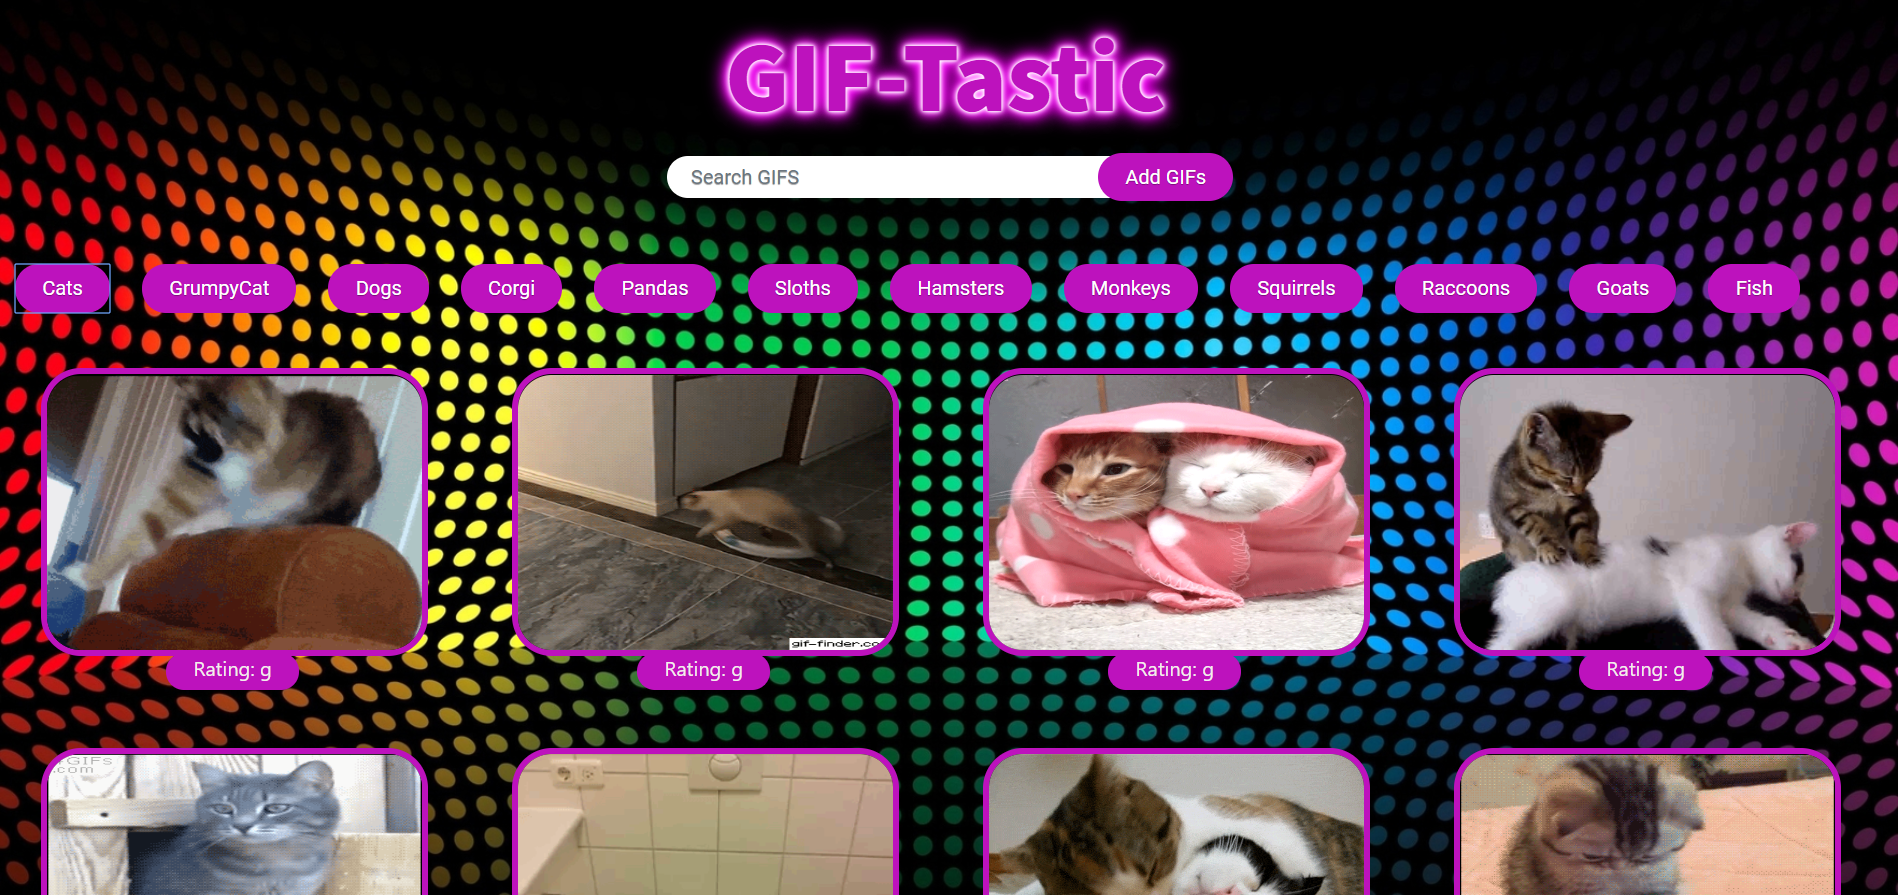 GIF-Tastic
Search GIFS Add GIFs
Cats GrumpyCat Dogs Corgi Pandas Sloths Hamsters Monkeys Squirrels Raccoons Goats Fish
gif-finder.co
Rating: g Rating: g Rating: g Rating: g
GIFs
.com